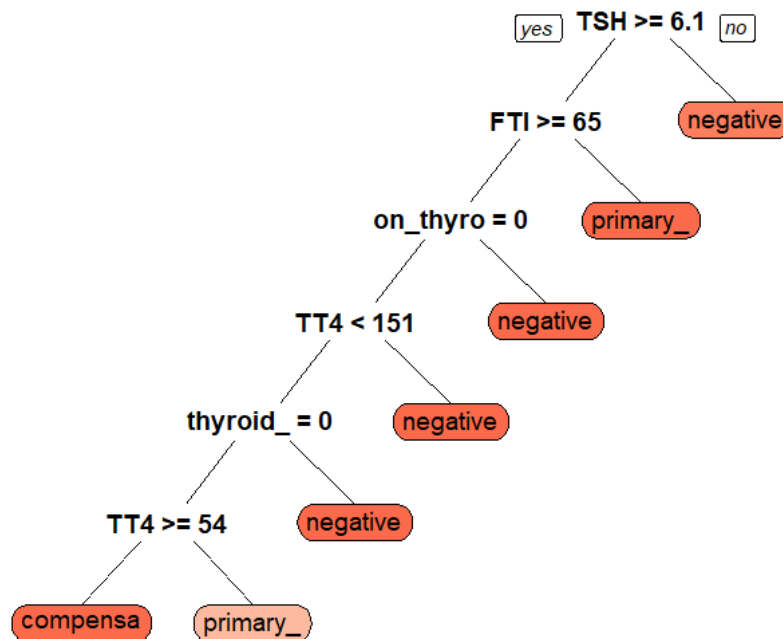 yes TSH >= 6.1 no
FTI >= 65 negative
on_thyro = 0 primary_
TT4 < 151 negative
thyroid_ = 0 negative
TT4 >= 54 negative
compensa primary_